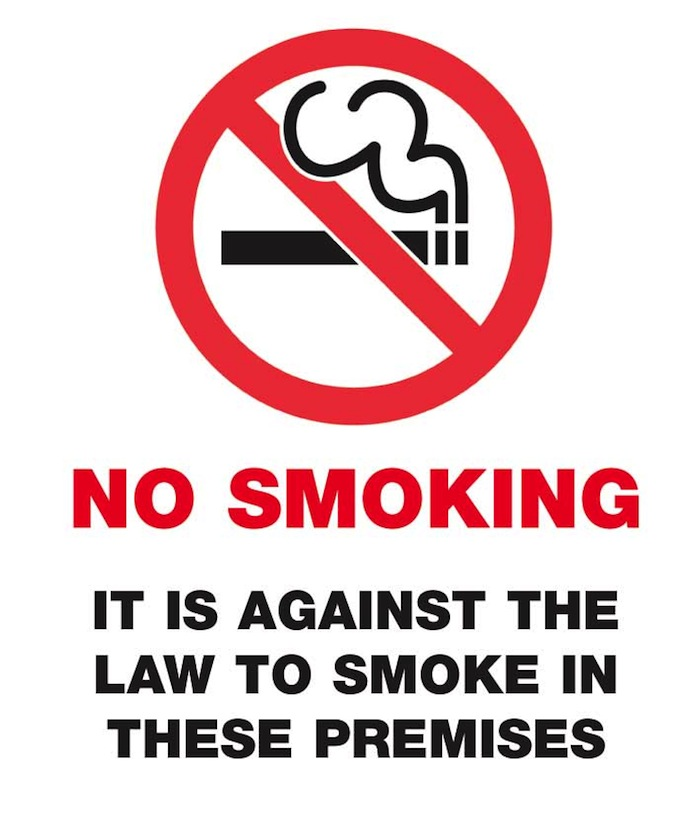 NO SMOKING
IT IS AGAINST THE
LAW TO SMOKE IN
THESE PREMISES